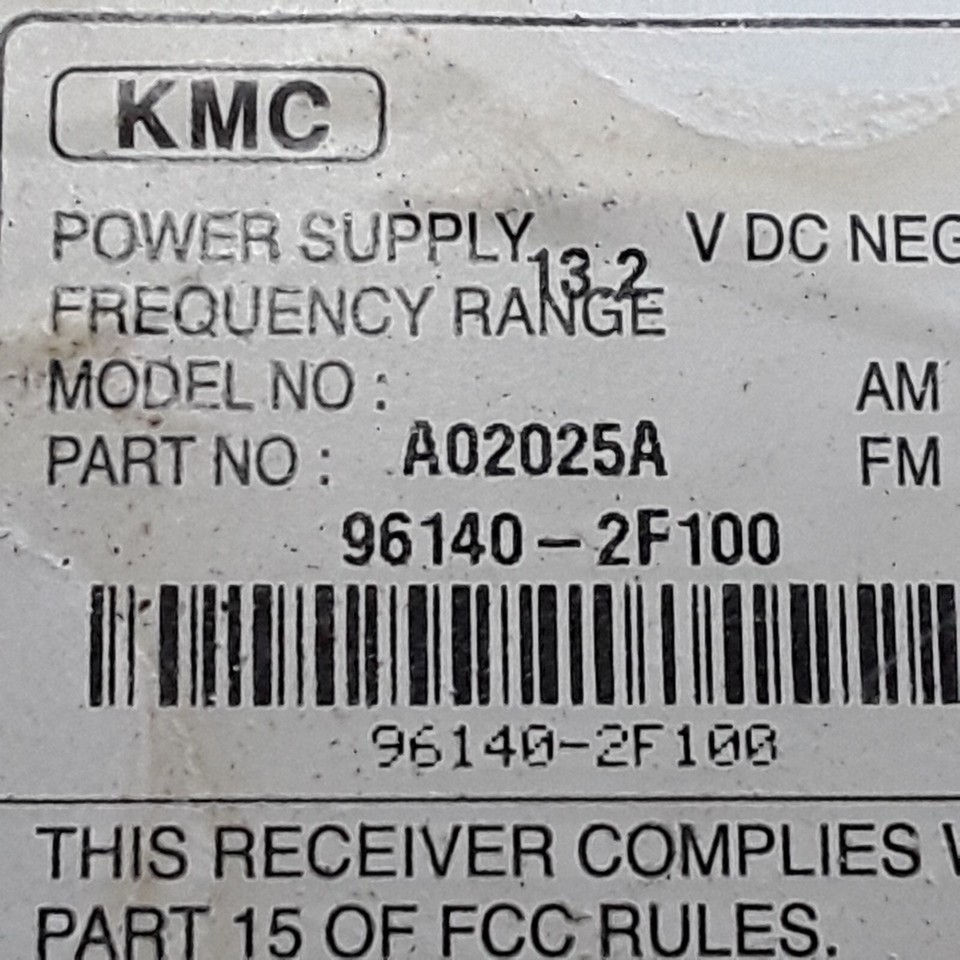 KMC
POWER SUPPLY 13.2 V DC NEG
FREQUENCY RANGE
MODEL NO : AM
A02025A
PART NO : FM
96140-2F100
96140-2F100
THIS RECEIVER COMPLIES
PART 15 OF FCC RULES.